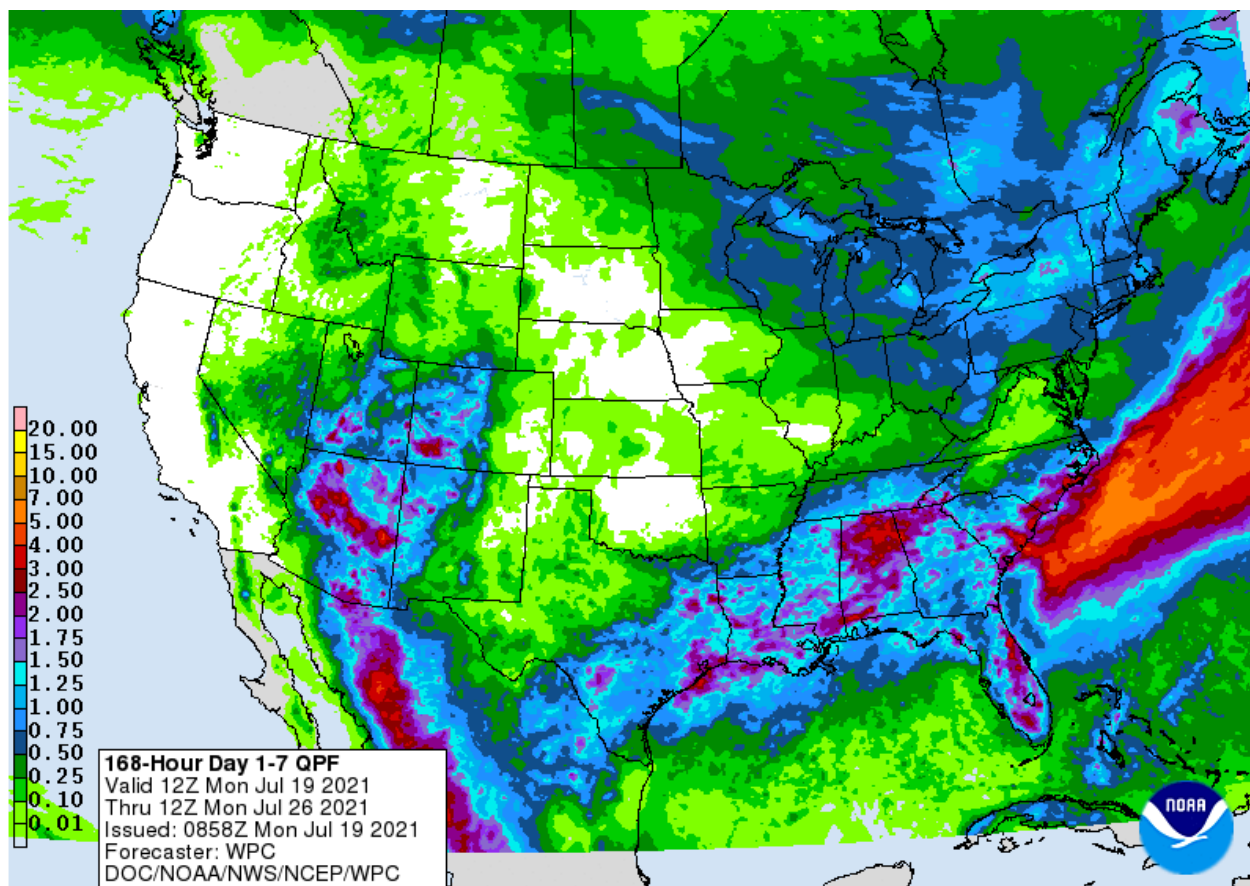 20.00
15.00
10.00
7.00
5.00
4.00
3.00
2.50
2.00
1.75
1.50
1.25
1.00
0.75
0.50
0.25
0.10
0.01
168-Hour Day 1-7 QPF
Valid 12Z Mon Jul 19 2021
Thru 12Z Mon Jul 26 2021
Issued: 0858Z Mon Jul 19 2021
Forecaster: WPC
DOC/NOAA/NWS/NCEP/WPC
NOAA